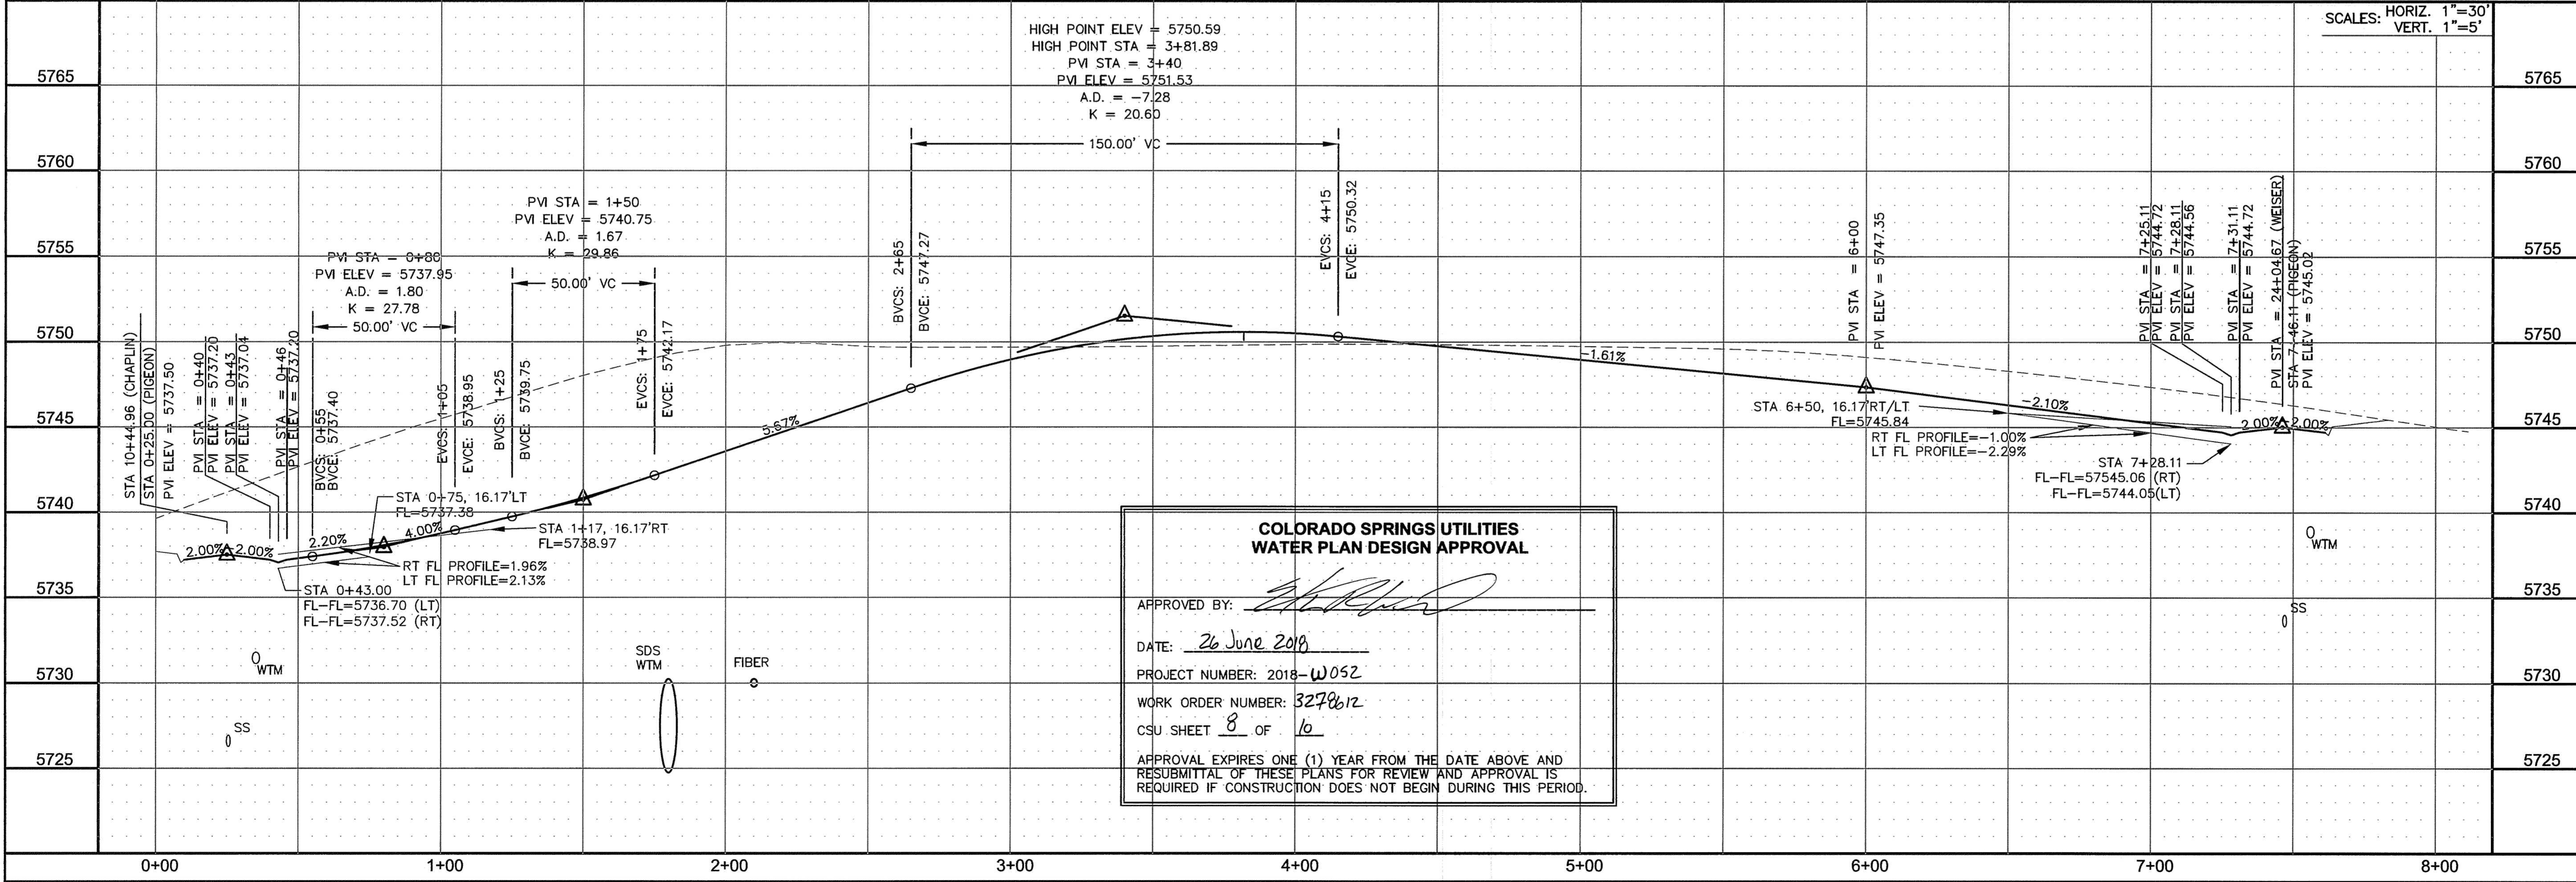 SCALES: HORIZ. 1"=30'
VERT. 1"=5'
HIGH POINT ELEV = 5750.59
HIGH POINT STA = 3+81.89
PVI STA = 3+40
PVI ELEV = 5751.53
A.D. = −7.28
K = 20.60
150.00' VC
5765
5765
5760
5760
5755
5755
5750
5750
5745
5745
5740
5740
5735
5735
5730
5730
5725
5725
PVI STA = 1+50
PVI ELEV = 5740.75
A.D. = 1.67
K = 29.86
50.00' VC
PVI STA = 0+80
PVI ELEV = 5737.95
A.D. = 1.80
K = 27.78
50.00' VC
STA 10+44.96 (CHAPLIN)
STA 0+25.00 (PIGEON)
PVI ELEV = 5737.50
PVI STA = 0+40
PVI ELEV = 5737.20
PVI STA = 0+43
PVI ELEV = 5737.04
PVI STA = 0+46
PVI ELEV = 5737.20
BVCS: 0+55
BVCE: 5737.40
EVCS: 1+05
EVCE: 5738.95
BVCS: 1+25
BVCE: 5739.75
EVCS: 1+75
EVCE: 5742.17
BVCS: 2+65
BVCE: 5747.27
EVCS: 4+15
EVCE: 5750.32
PVI STA = 6+00
PVI ELEV = 5747.35
PVI STA = 7+25.11
PVI ELEV = 5744.72
PVI STA = 7+28.11
PVI ELEV = 5744.56
PVI STA = 7+31.11
PVI ELEV = 5744.72
PVI STA = 24+04.67 (WEISER)
STA 7+46.11 (PIGEON)
PVI ELEV = 5745.02
2.00%
2.00%
2.20%
4.00%
5.67%
−1.61%
−2.10%
2.00%
2.00%
STA 0+75, 16.17'LT
FL=5737.38
STA 1+17, 16.17'RT
FL=5738.97
RT FL PROFILE=1.96%
LT FL PROFILE=2.13%
STA 0+43.00
FL−FL=5736.70 (LT)
FL−FL=5737.52 (RT)
STA 6+50, 16.17'RT/LT
FL=5745.84
RT FL PROFILE=−1.00%
LT FL PROFILE=−2.29%
STA 7+28.11
FL−FL=57545.06 (RT)
FL−FL=5744.05(LT)
WTM
SS
SDS
WTM
FIBER
WTM
SS
COLORADO SPRINGS UTILITIES
WATER PLAN DESIGN APPROVAL
APPROVED BY:
DATE: 26 June 2018
PROJECT NUMBER: 2018-W052
WORK ORDER NUMBER: 3278612
CSU SHEET 8 OF 10
APPROVAL EXPIRES ONE (1) YEAR FROM THE DATE ABOVE AND
RESUBMITTAL OF THESE PLANS FOR REVIEW AND APPROVAL IS
REQUIRED IF CONSTRUCTION DOES NOT BEGIN DURING THIS PERIOD.
0+00
1+00
2+00
3+00
4+00
5+00
6+00
7+00
8+00